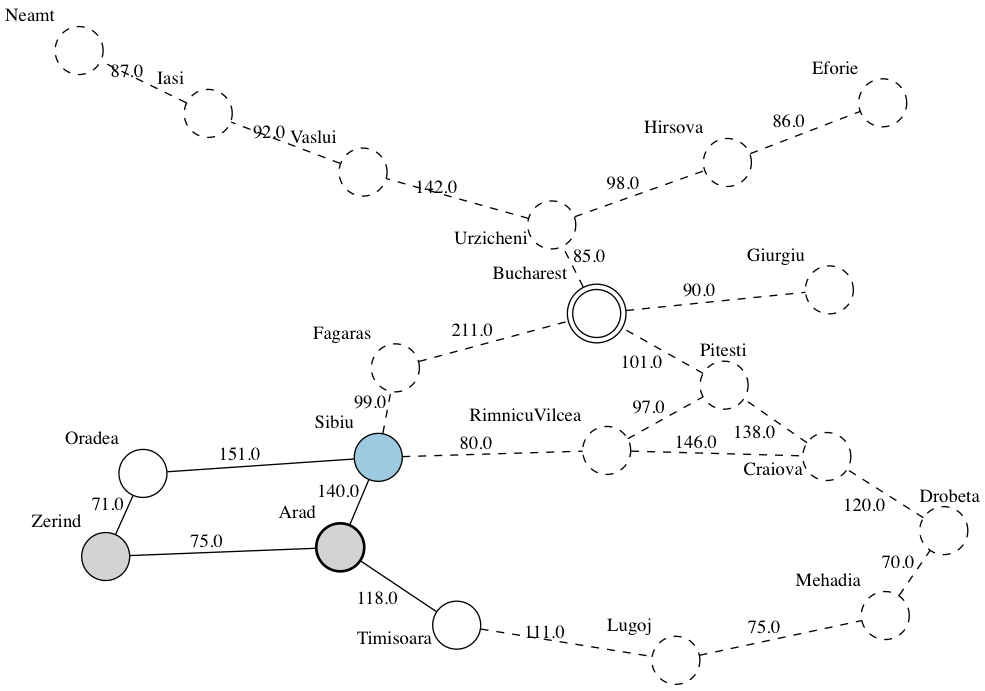 Neamt
87.0
Iasi
92.0
Vaslui
142.0
Eforie
86.0
Hirsova
98.0
Urzicheni
85.0
Bucharest
Giurgiu
90.0
211.0
Fagaras
101.0
Pitesti
99.0
Sibiu
RimnicuVilcea
97.0
138.0
80.0
146.0
Craiova
Oradea
151.0
140.0
71.0
Arad
Zerind
75.0
120.0
Drobeta
70.0
118.0
Mehadia
Timisoara
111.0
Lugoj
75.0